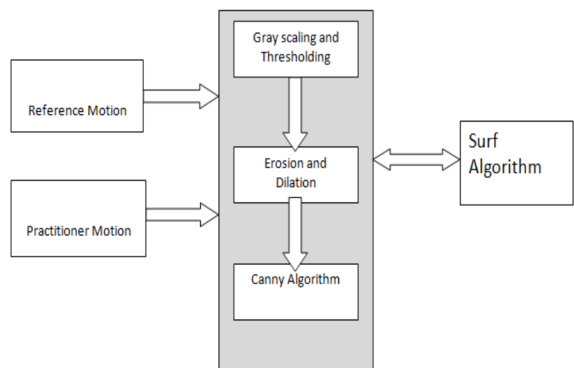 Gray scaling and
Thresholding
Reference Motion
Erosion and
Dilation
Surf
Algorithm
Practitioner Motion
Canny Algorithm